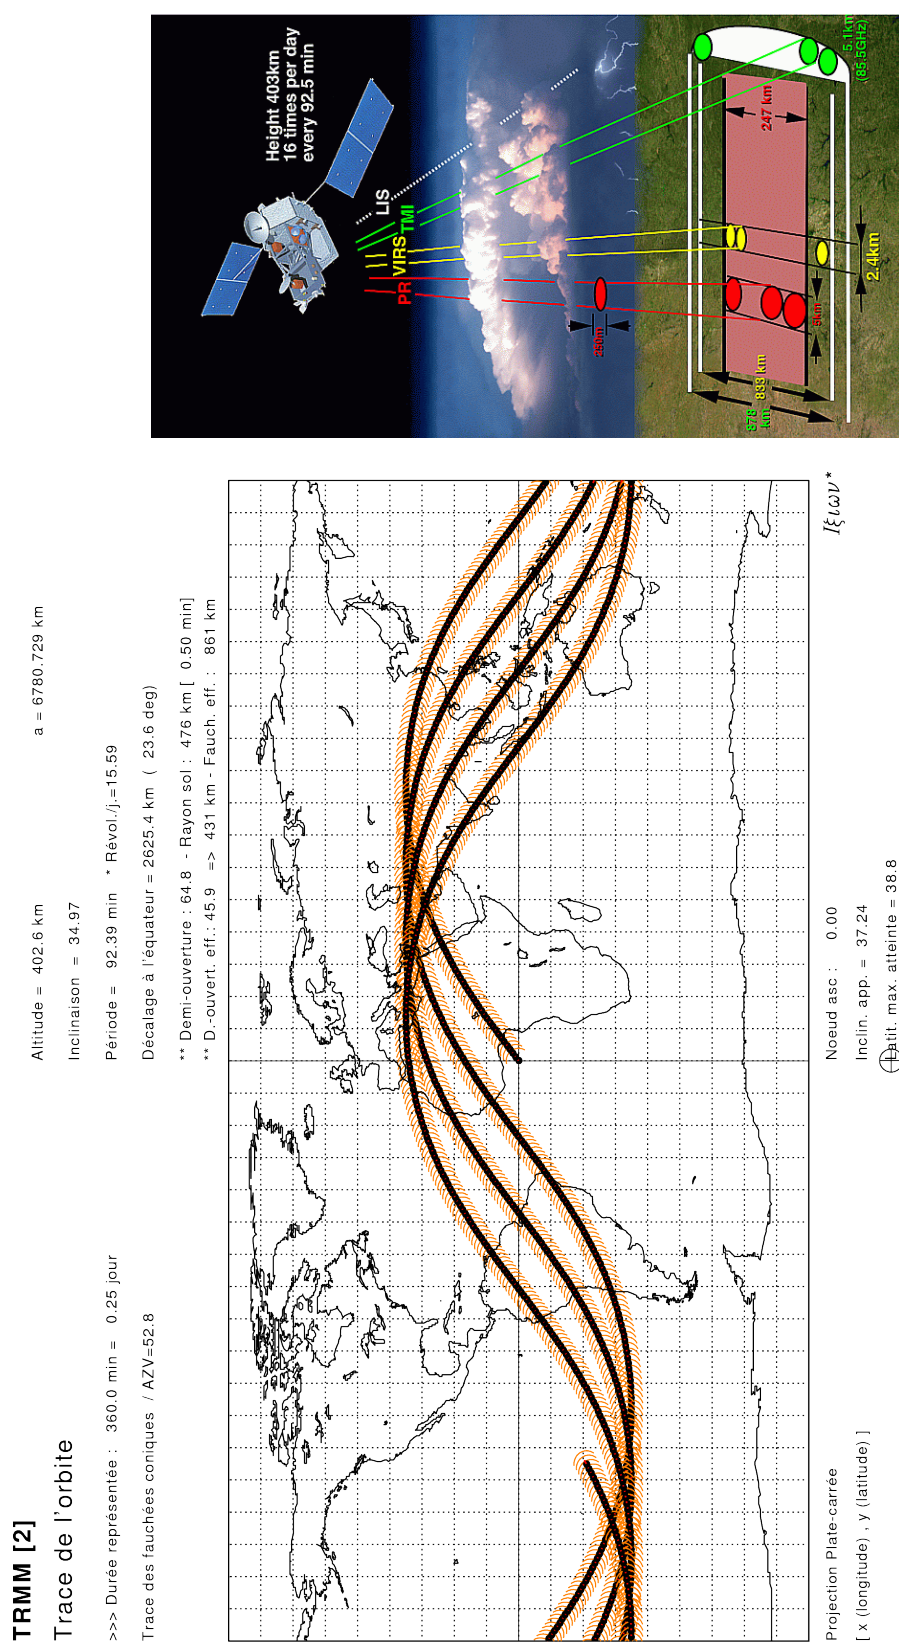 TRMM [2]
Trace de l'orbite
>>> Durée représentée : 360.0 min = 0.25 jour
Trace des fauchées coniques / AZV=52.8
Altitude = 402.6 km
a = 6780.729 km
Inclinaison = 34.97
Période = 92.39 min * Révol./j.=15.59
Décalage à l'équateur = 2625.4 km ( 23.6 deg)
** Demi-ouverture : 64.8 - Rayon sol : 476 km [ 0.50 min]
** D.-ouvert. eff.: 45.9 => 431 km - Fauch. eff. : 861 km
Projection Plate-carrée
[ x (longitude) , y (latitude) ]
Noeud asc : 0.00
Inclin. app. = 37.24
Latit. max. atteinte = 38.8
Ιξιων*
Height 403km
16 times per day
every 92.5 min
LIS
TMI
VIRS
PR
250m
5.1km
(85.5GHz)
247 km
2.4km
5km
833 km
878
km